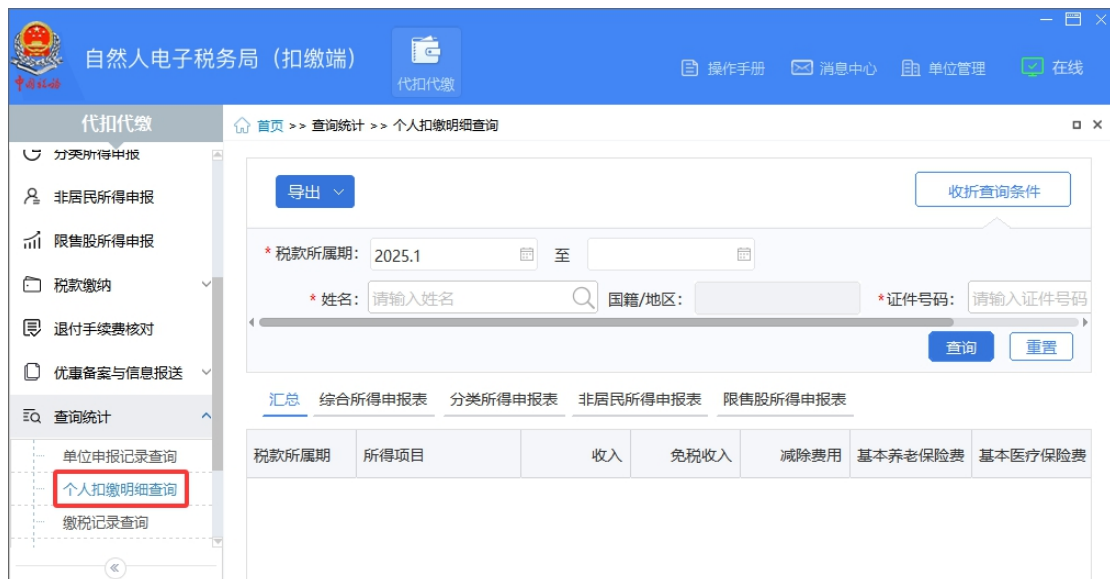 自然人电子税务局（扣缴端）
代扣代缴
操作手册
消息中心
单位管理
在线
代扣代缴
首页 >> 查询统计 >> 个人扣缴明细查询
分类所得申报
非居民所得申报
限售股所得申报
税款缴纳
退付手续费核对
优惠备案与信息报送
查询统计
单位申报记录查询
个人扣缴明细查询
缴税记录查询
导出
收折查询条件
* 税款所属期： 2025.1 至
* 姓名： 请输入姓名 国籍/地区： *证件号码： 请输入证件号码
查询 重置
汇总 综合所得申报表 分类所得申报表 非居民所得申报表 限售股所得申报表
税款所属期 所得项目 收入 免税收入 减除费用 基本养老保险费 基本医疗保险费